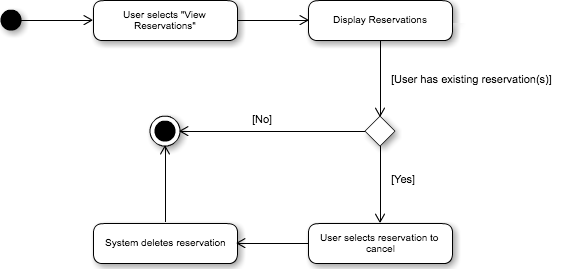 User selects "View
Reservations"
Display Reservations
[User has existing reservation(s)]
[No]
[Yes]
System deletes reservation
User selects reservation to
cancel